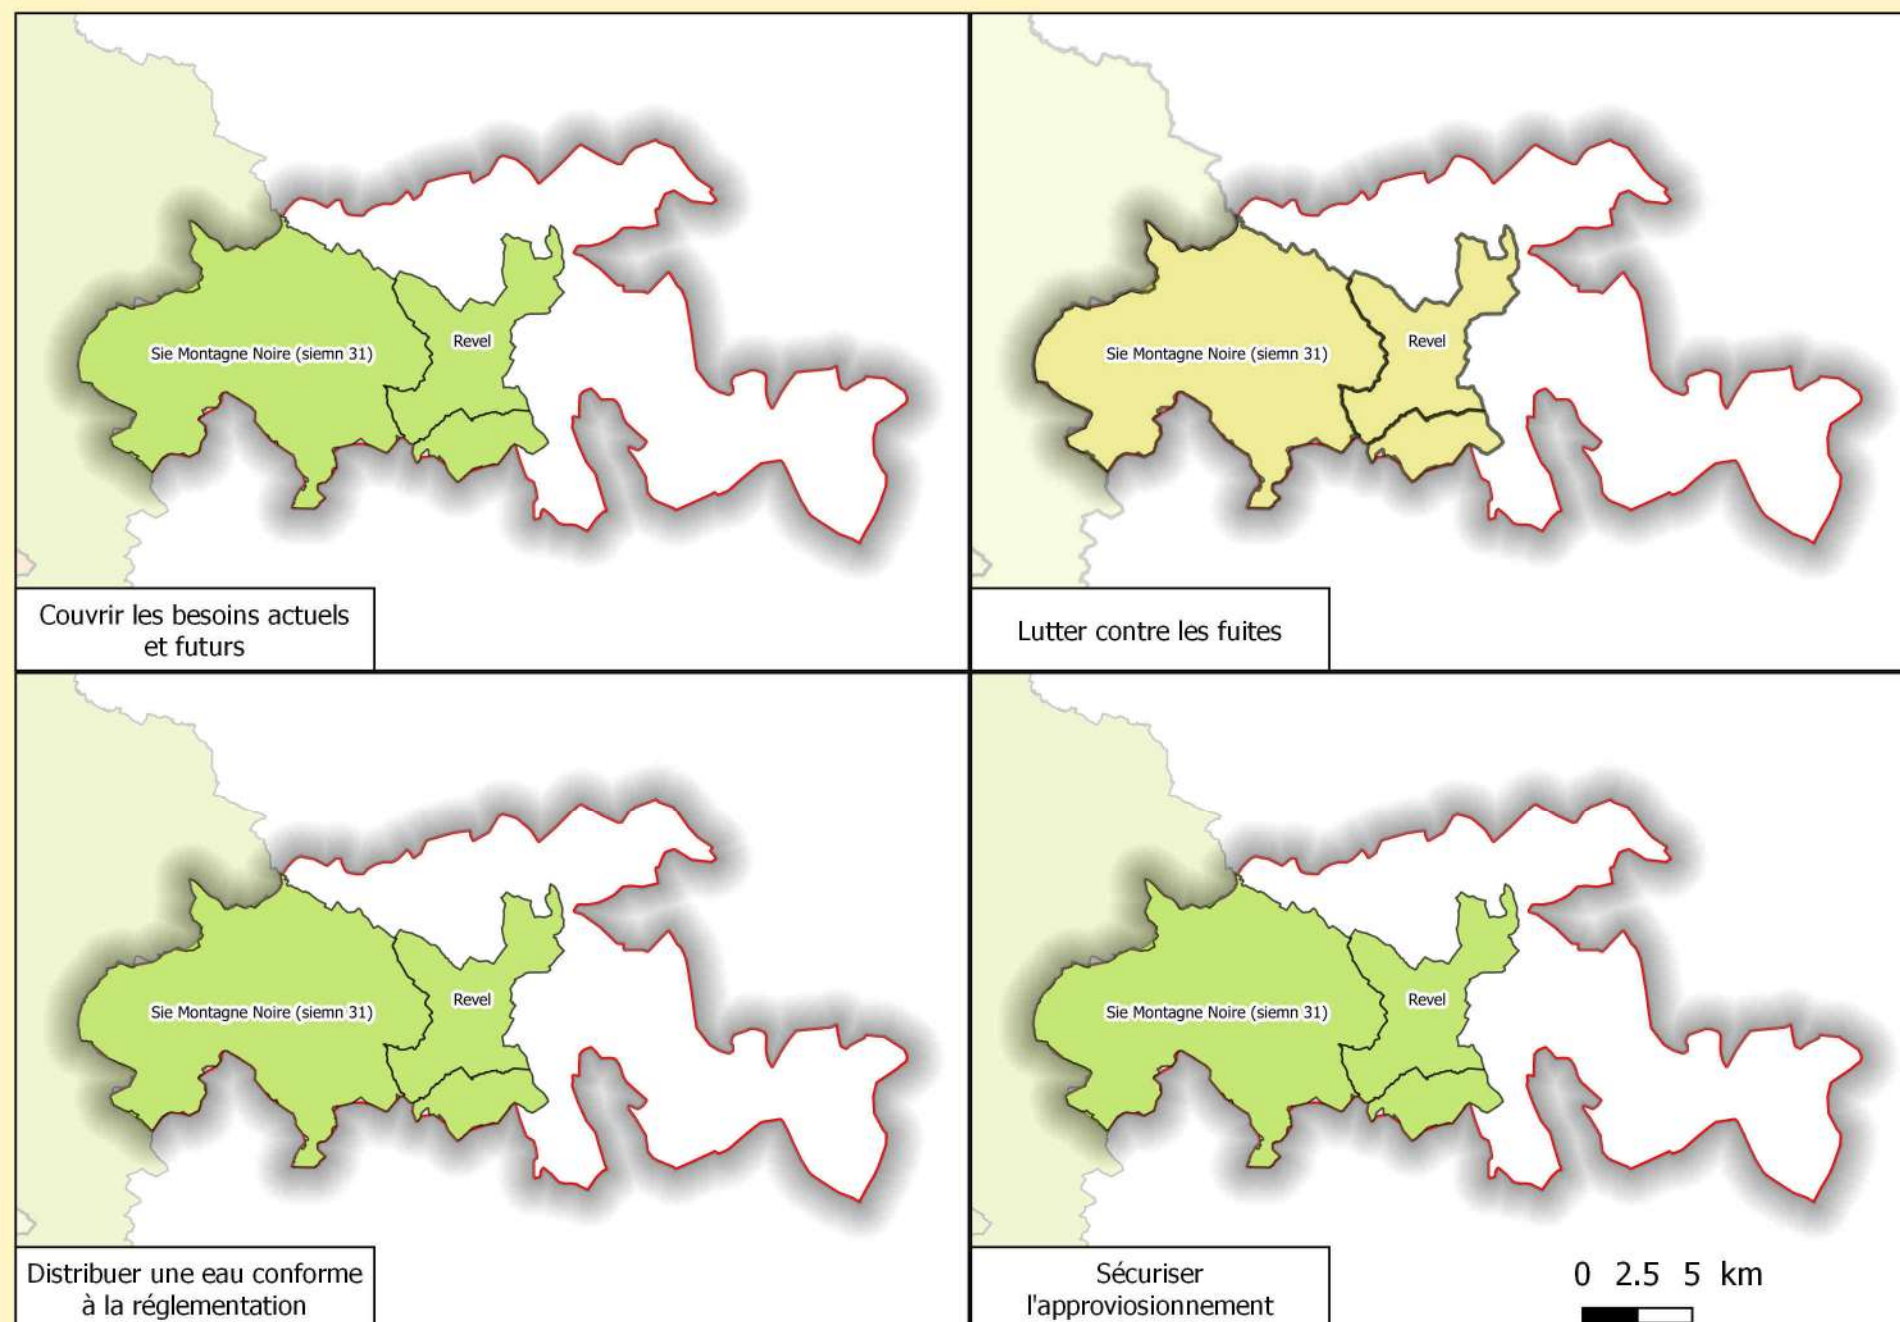 Sie Montagne Noire (siemn 31)
Revel
Couvrir les besoins actuels
et futurs
Sie Montagne Noire (siemn 31)
Revel
Lutter contre les fuites
Sie Montagne Noire (siemn 31)
Revel
Distribuer une eau conforme
à la réglementation
Sie Montagne Noire (siemn 31)
Revel
Sécuriser
l'approviosionnement
0 2.5 5 km